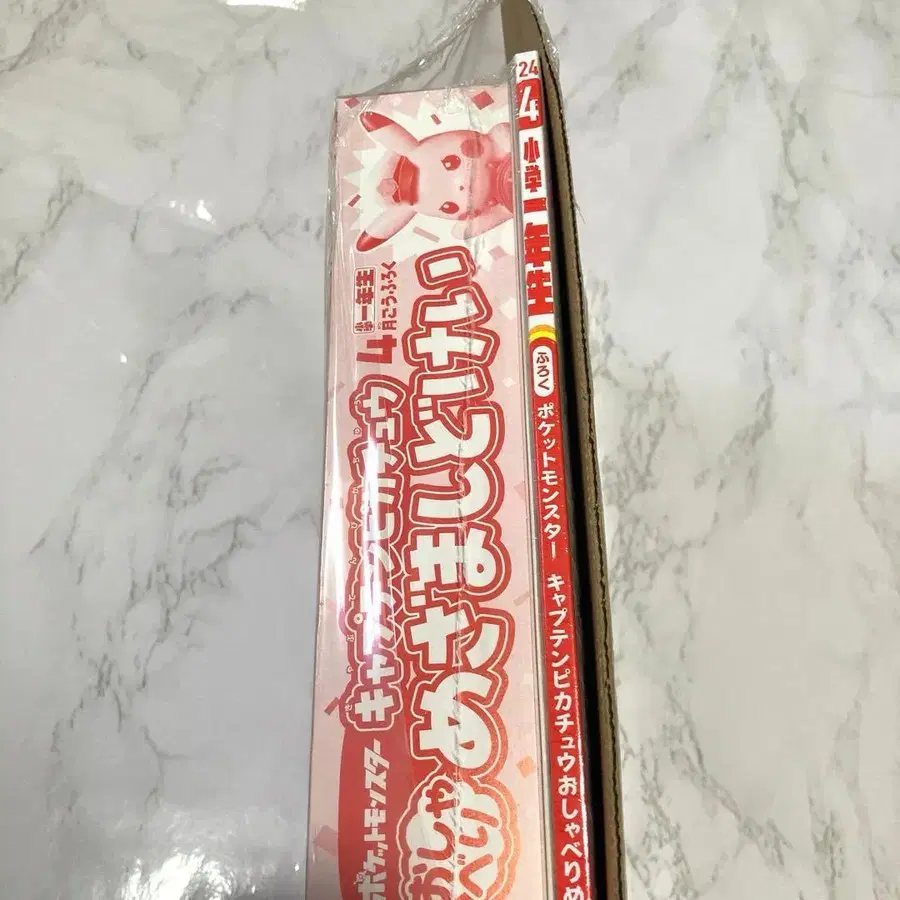 小学一年生
4月ごうふろく
ポケットモンスター キャプテンピカチュウ
おしゃべり
めざましどけい
24
4
小学一年生
ふろく
ポケットモンスター キャプテンピカチュウおしゃべりめ